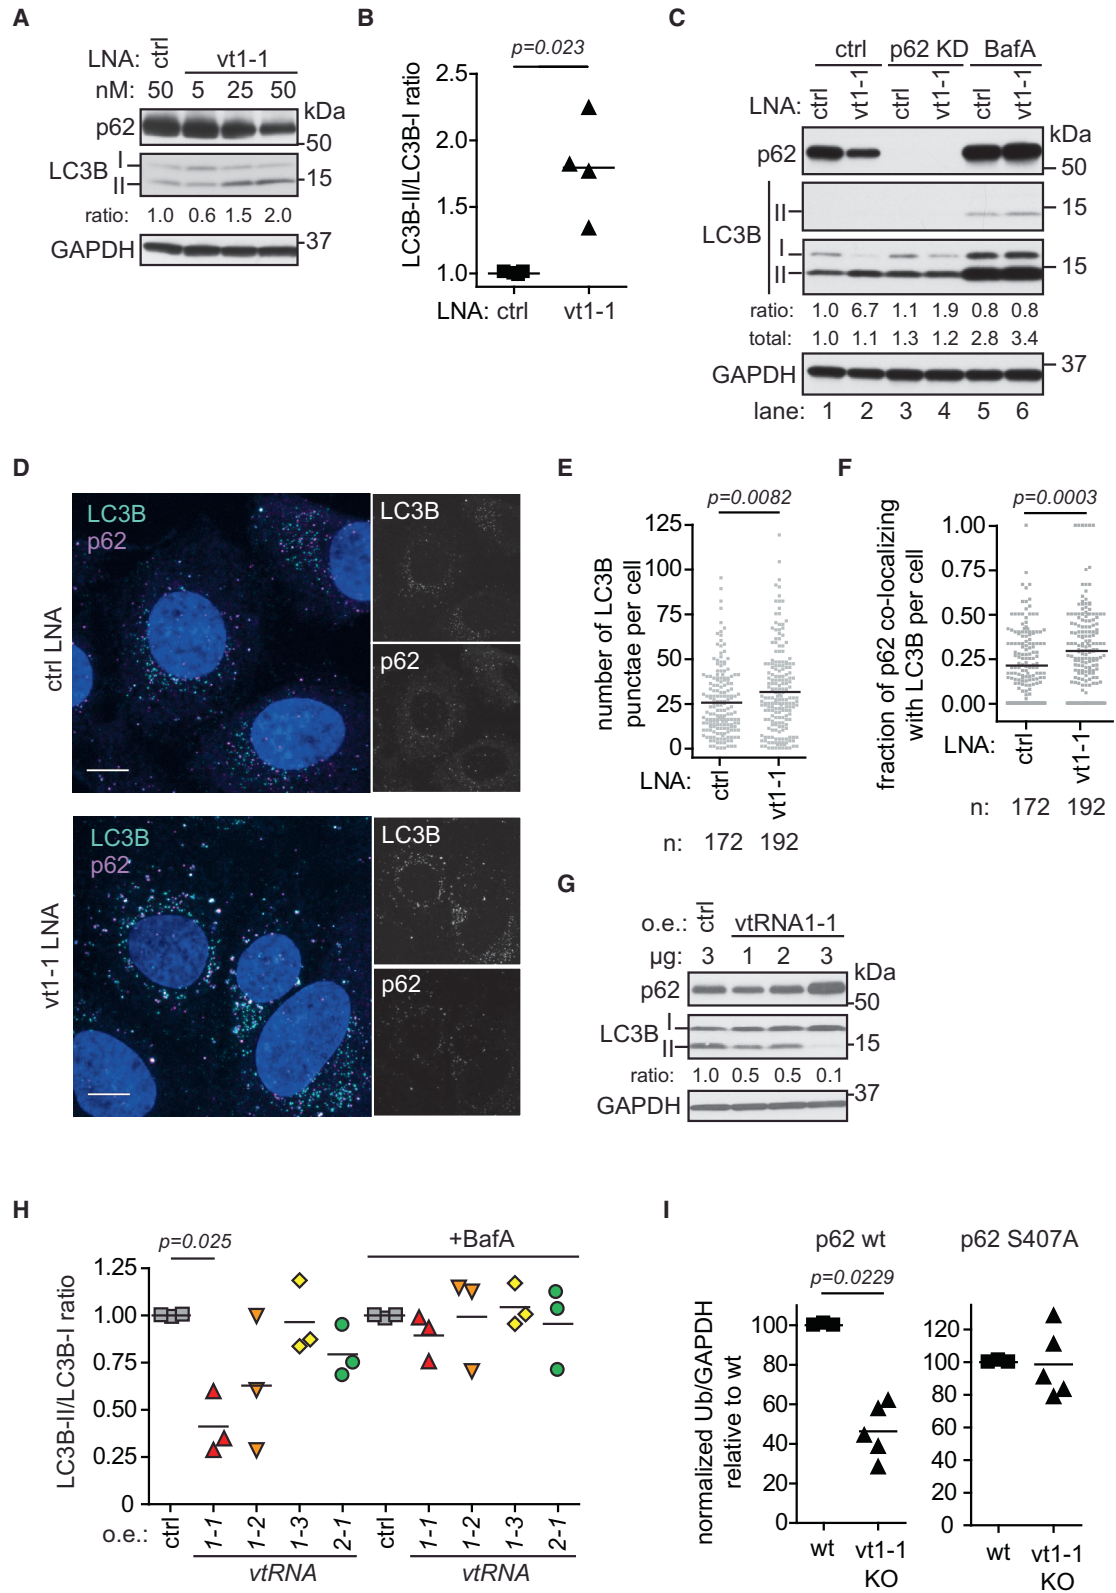 A
LNA: ctrl vt1-1
nM: 50 5 25 50
kDa
p62
50
LC3B I
II
15
ratio: 1.0 0.6 1.5 2.0
GAPDH
37
B
p=0.023
LC3B-II/LC3B-I ratio
2.5
2.0
1.5
1.0
LNA: ctrl vt1-1
C
ctrl p62 KD BafA
LNA: ctrl vt1-1 ctrl vt1-1 ctrl vt1-1
kDa
p62
50
II
15
LC3B
I
15
II
ratio: 1.0 6.7 1.1 1.9 0.8 0.8
total: 1.0 1.1 1.3 1.2 2.8 3.4
37
GAPDH
lane: 1 2 3 4 5 6
D
ctrl LNA
LC3B
p62
LC3B
p62
vt1-1 LNA
LC3B
p62
LC3B
p62
E
p=0.0082
number of LC3B
punctae per cell
125
100
75
50
25
0
LNA: ctrl vt1-1
n: 172 192
F
p=0.0003
fraction of p62 co-localizing
with LC3B per cell
1.00
0.75
0.50
0.25
0.00
LNA: ctrl vt1-1
n: 172 192
G
o.e.: ctrl vtRNA1-1
µg: 3 1 2 3
kDa
p62
50
LC3B I
II
15
ratio: 1.0 0.5 0.5 0.1
37
GAPDH
H
p=0.025
+BafA
LC3B-II/LC3B-I ratio
1.25
1.00
0.75
0.50
0.25
0
o.e.: ctrl 1-1 1-2 1-3 2-1 ctrl 1-1 1-2 1-3 2-1
vtRNA vtRNA
I
p62 wt p62 S407A
p=0.0229
normalized Ub/GAPDH
relative to wt
100
80
60
40
20
0
wt vt1-1
KO
120
100
80
60
40
20
0
wt vt1-1
KO